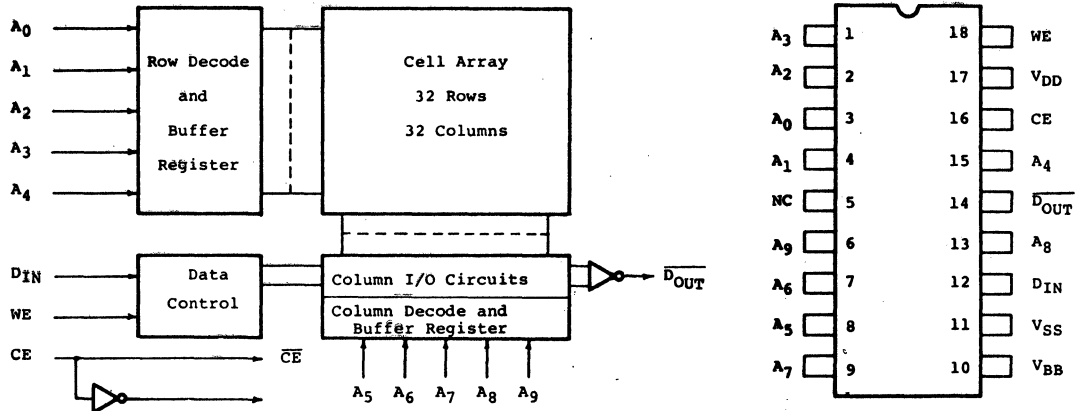 A0
A1
A2
A3
A4
Row Decode
and
Buffer
Register
Cell Array
32 Rows
32 Columns
DIN
WE
Data
Control
Column I/O Circuits
Column Decode and
Buffer Register
DOUT
CE
CE
A5 A6 A7 A8 A9
A3 1 18 WE
A2 2 17 VDD
A0 3 16 CE
A1 4 15 A4
NC 5 14 DOUT
A9 6 13 A8
A6 7 12 DIN
A5 8 11 VSS
A7 9 10 VBB